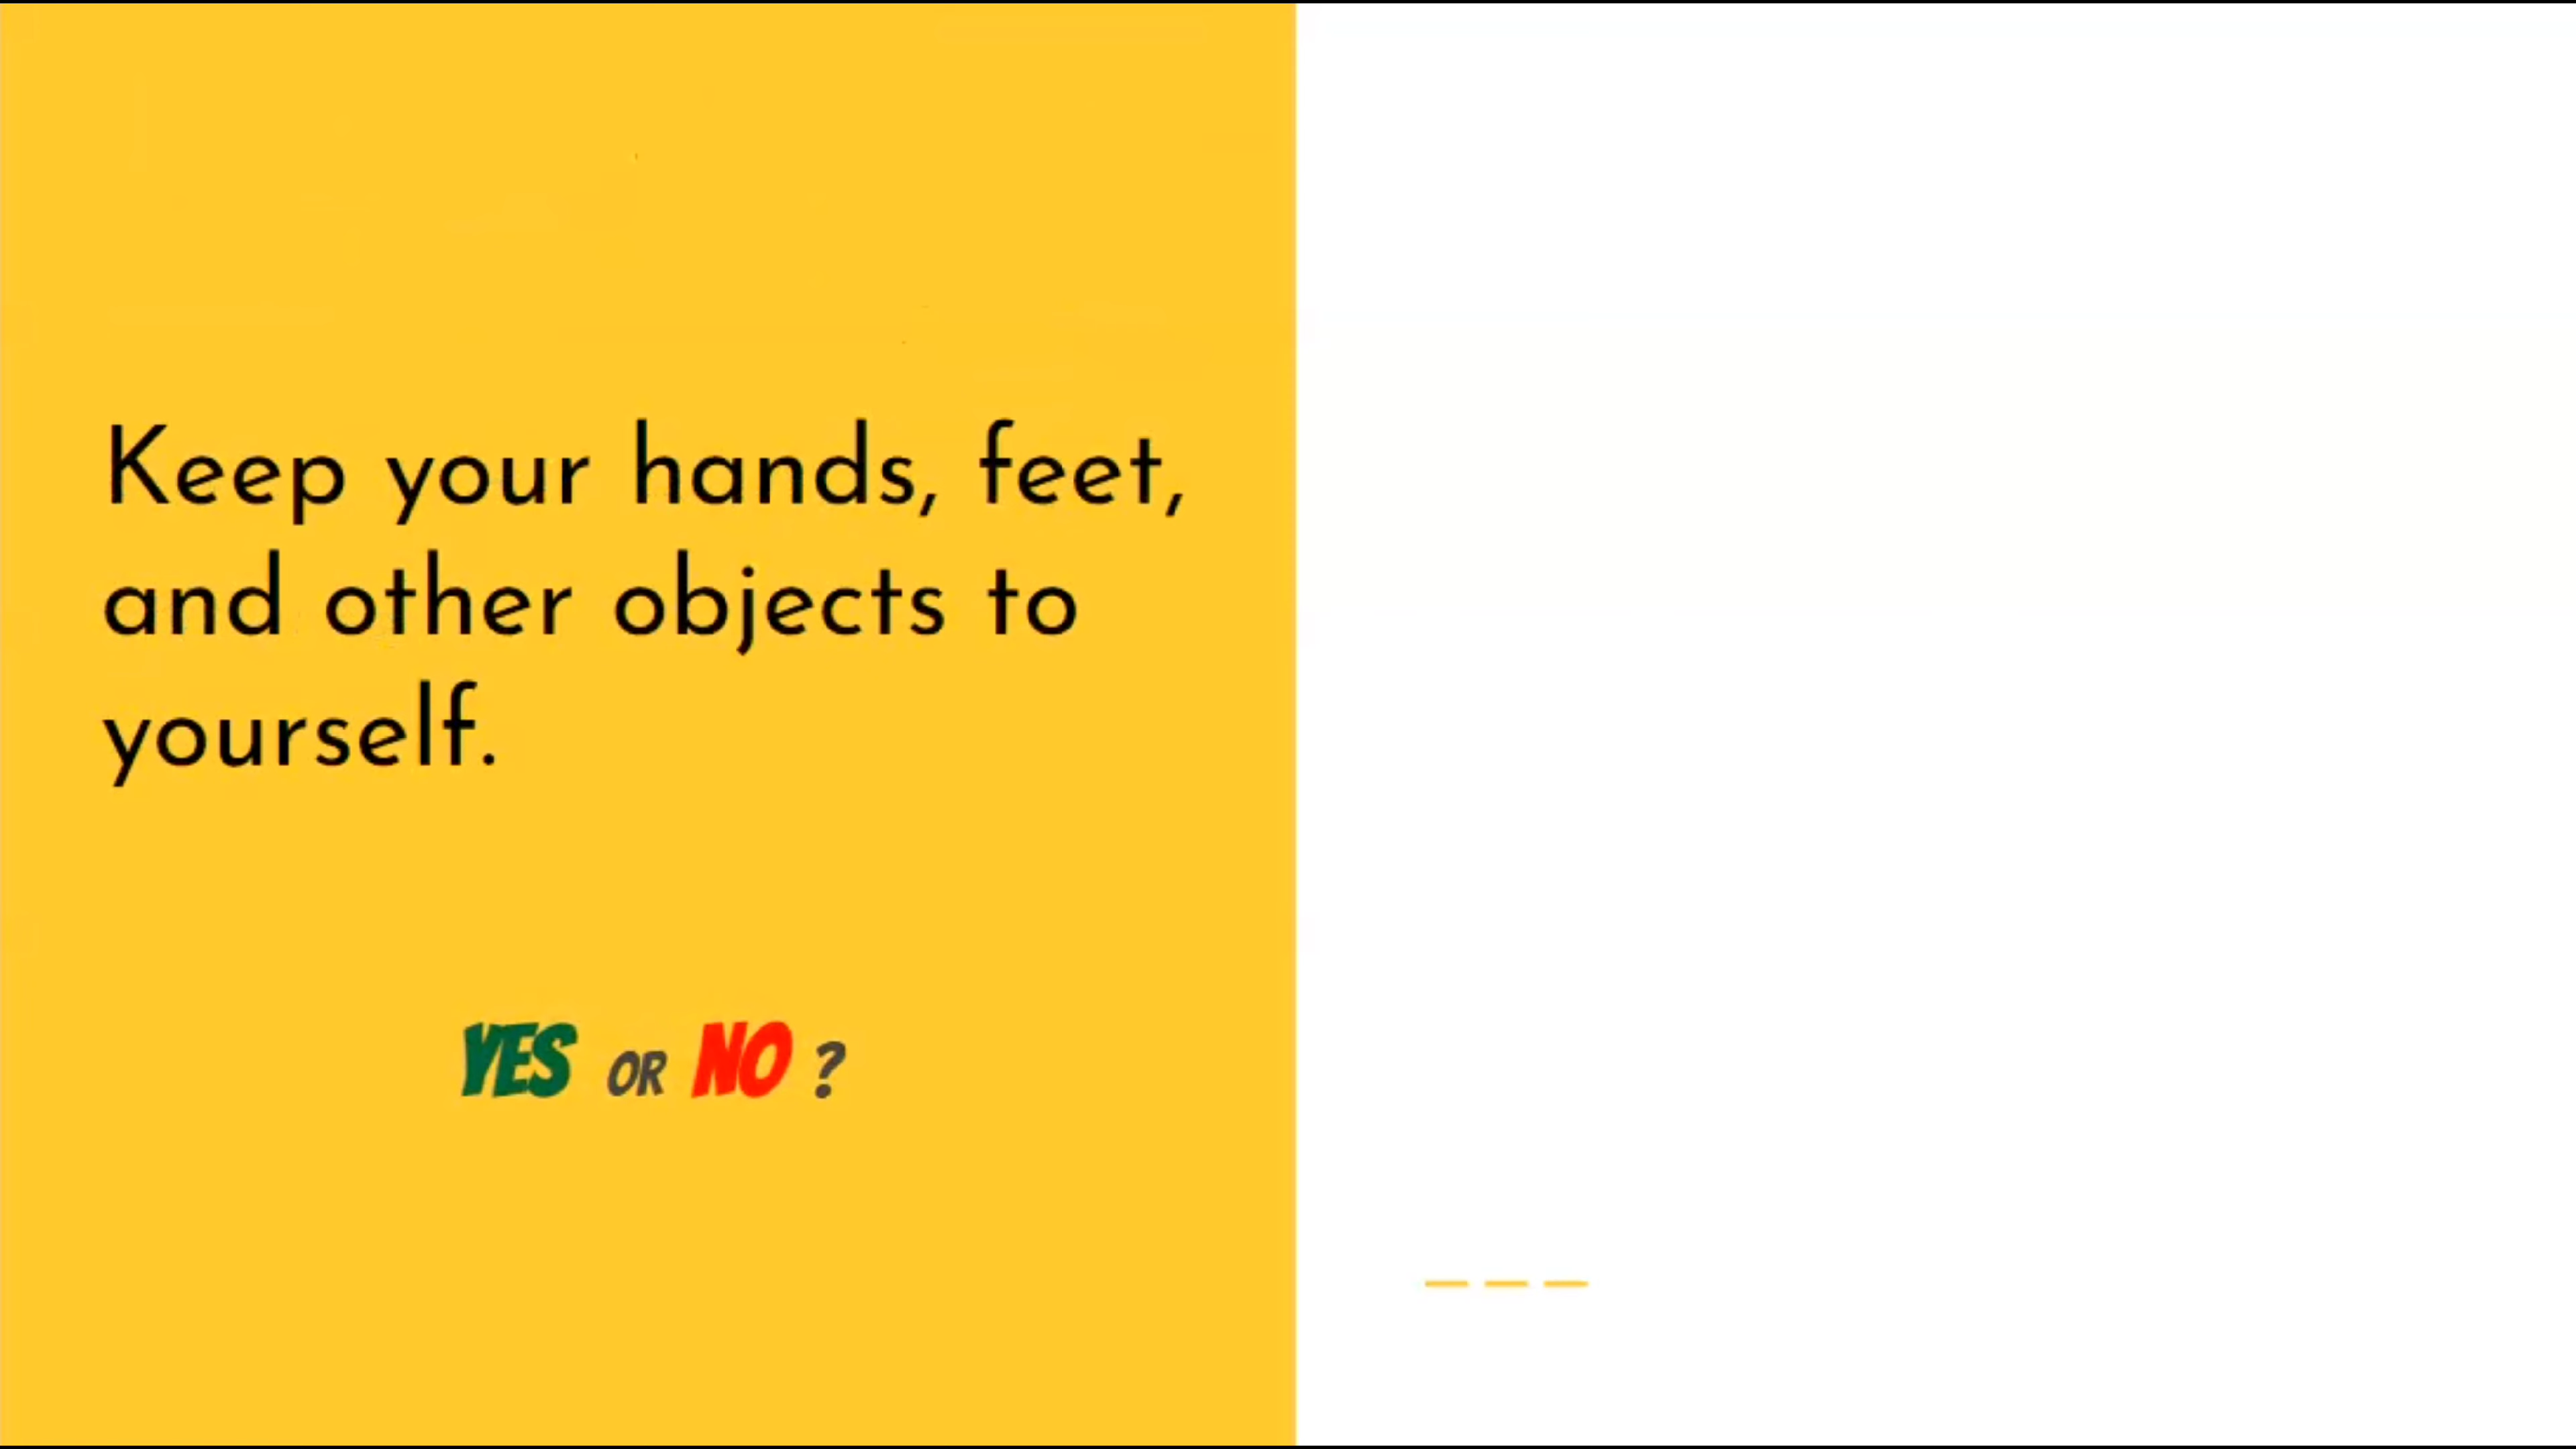 Keep your hands, feet,
and other objects to
yourself.
YES OR NO ?